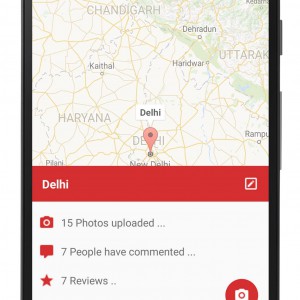 CHANDIGARH
Dehradun
UTTARAK
Kaithal
Haridwar
HARYANA
Delhi
DELHI
Rampu
Pilani
New Delhi
Delhi
15 Photos uploaded ...
7 People have commented ...
7 Reviews ..